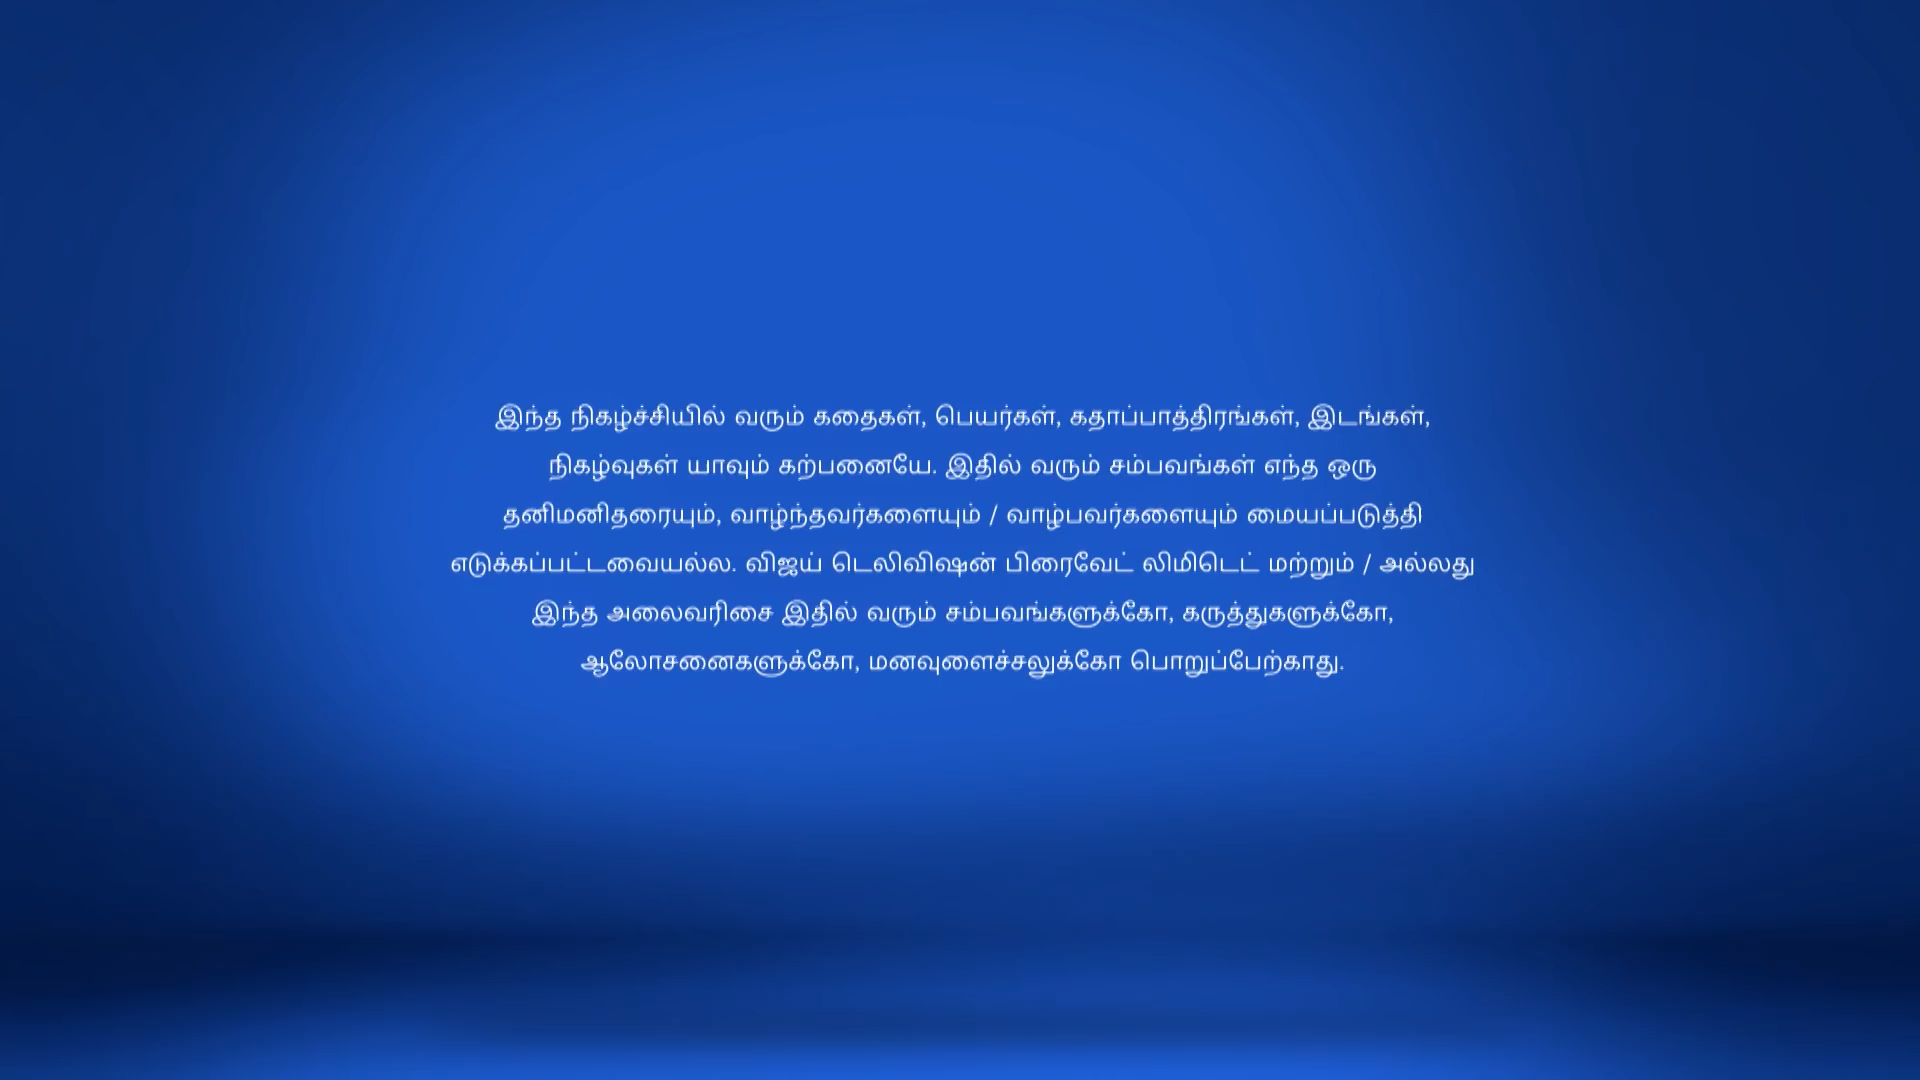 இந்த நிகழ்ச்சியில் வரும் கதைகள், பெயர்கள், கதாப்பாத்திரங்கள், இடங்கள்,
நிகழ்வுகள் யாவும் கற்பனையே. இதில் வரும் சம்பவங்கள் எந்த ஒரு
தனிமனிதரையும், வாழ்ந்தவர்களையும் / வாழ்பவர்களையும் மையப்படுத்தி
எடுக்கப்பட்டவையல்ல. விஜய் டெலிவிஷன் பிரைவேட் லிமிடெட் மற்றும் / அல்லது
இந்த அலைவரிசை இதில் வரும் சம்பவங்களுக்கோ, கருத்துகளுக்கோ,
ஆலோசனைகளுக்கோ, மனவுளைச்சலுக்கோ பொறுப்பேற்காது.